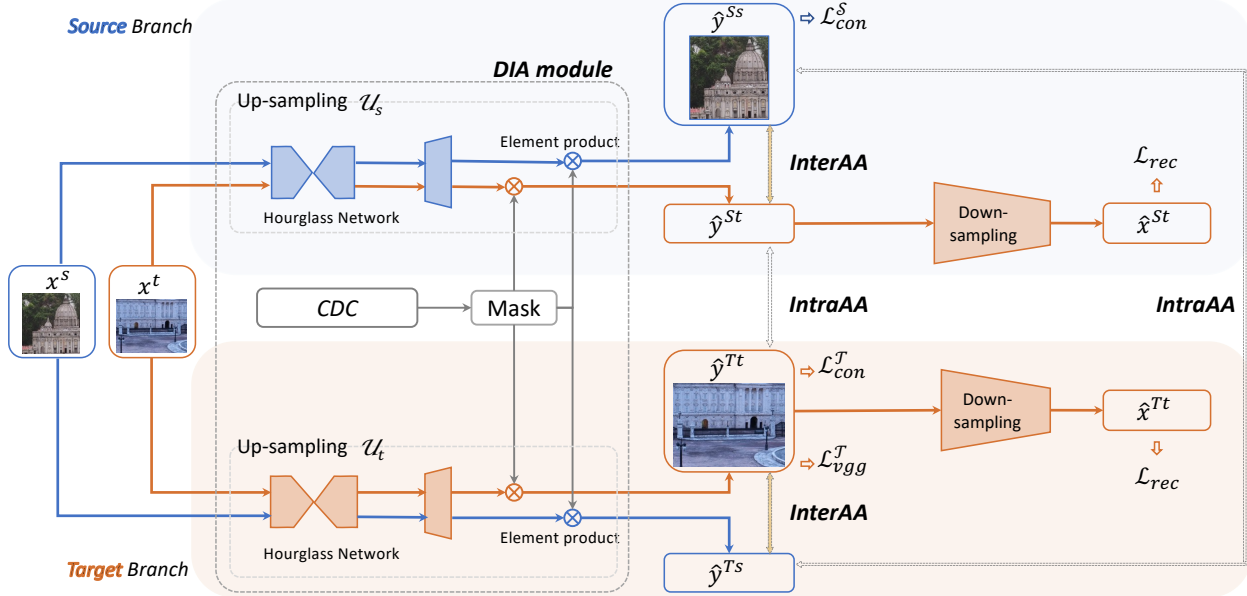 Source Branch
ŷ^{Ss}
ℒ^{𝒮}_{con}
DIA module
Up-sampling 𝒰_s
Element product
InterAA
ℒ_{rec}
Hourglass Network
ŷ^{St}
Down-
sampling
x̂^{St}
x^s
x^t
CDC
Mask
IntraAA
IntraAA
ŷ^{Tt}
ℒ^{𝒯}_{con}
Down-
sampling
x̂^{Tt}
Up-sampling 𝒰_t
ℒ^{𝒯}_{vgg}
ℒ_{rec}
InterAA
Element product
Hourglass Network
Target Branch
ŷ^{Ts}